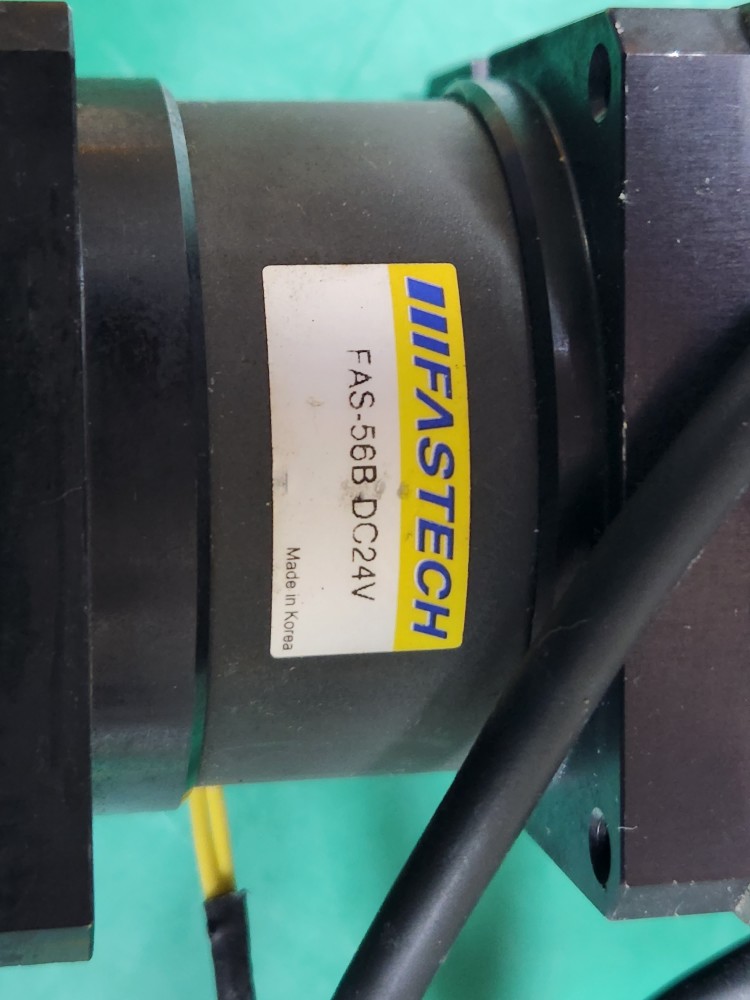 FASTECH
FAS-56B DC24V
Made in Korea